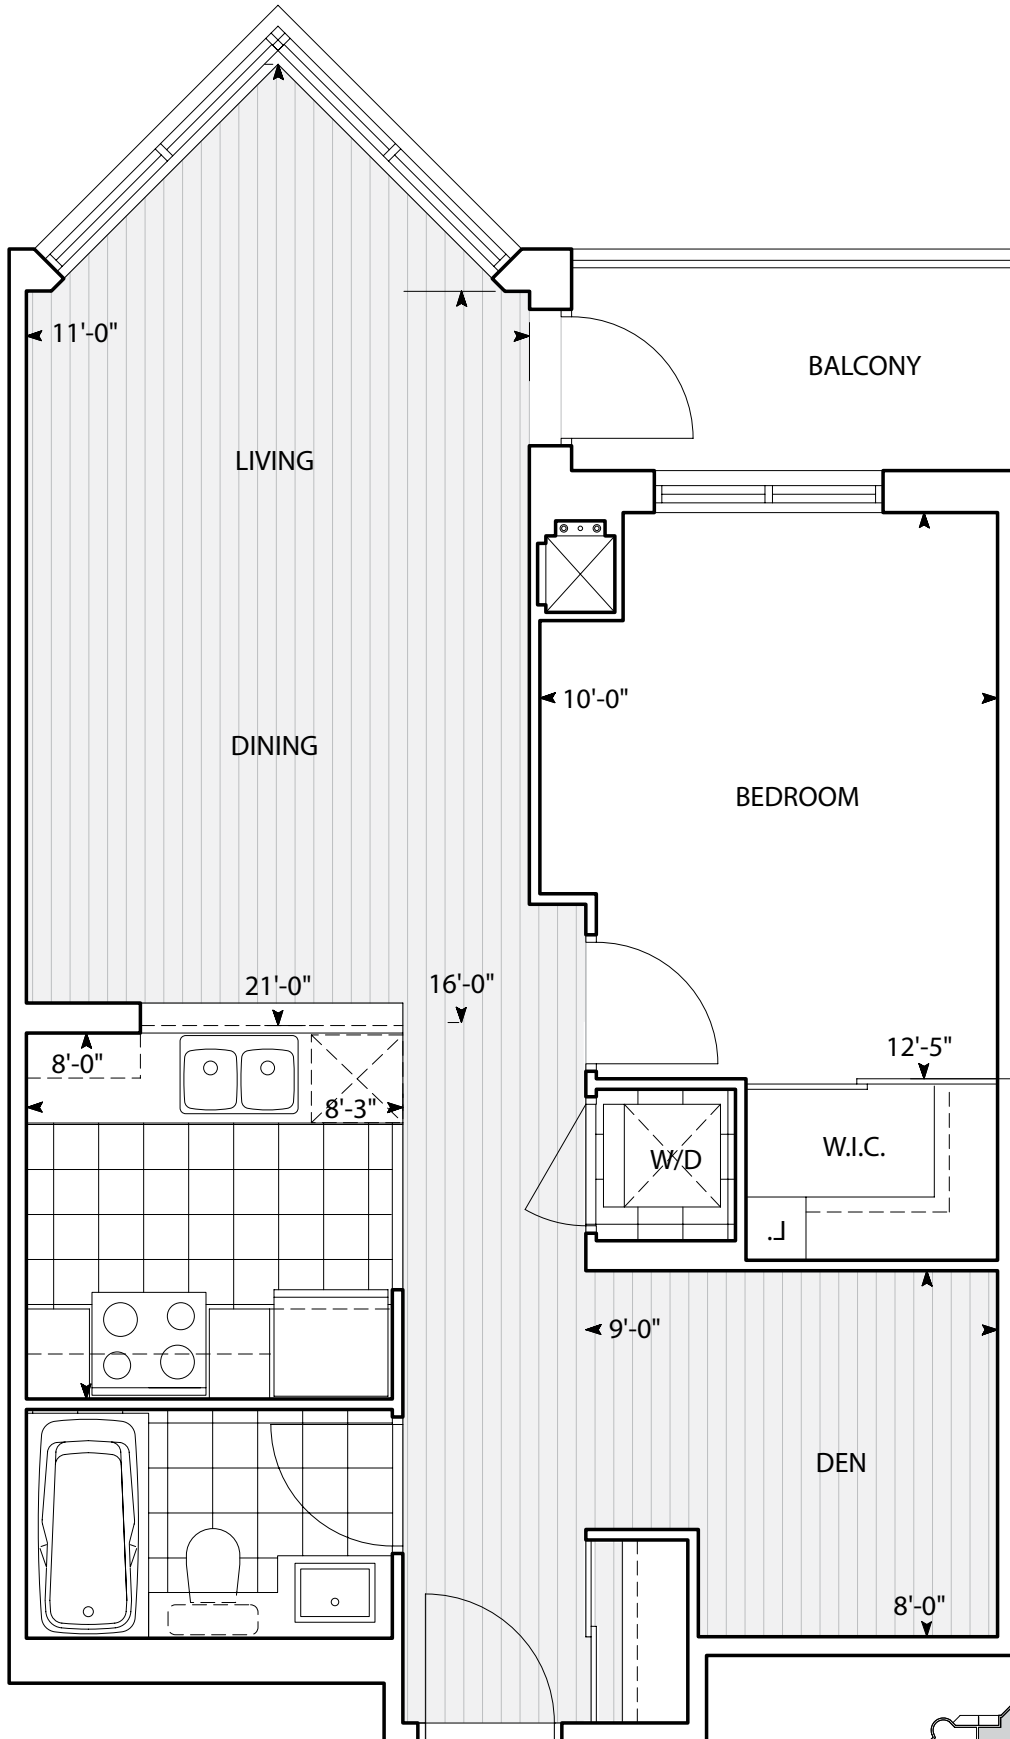 11'-0"
BALCONY
LIVING
10'-0"
DINING
BEDROOM
21'-0"
16'-0"
8'-0"
12'-5"
8'-3"
W/D
W.I.C.
L.
9'-0"
DEN
8'-0"